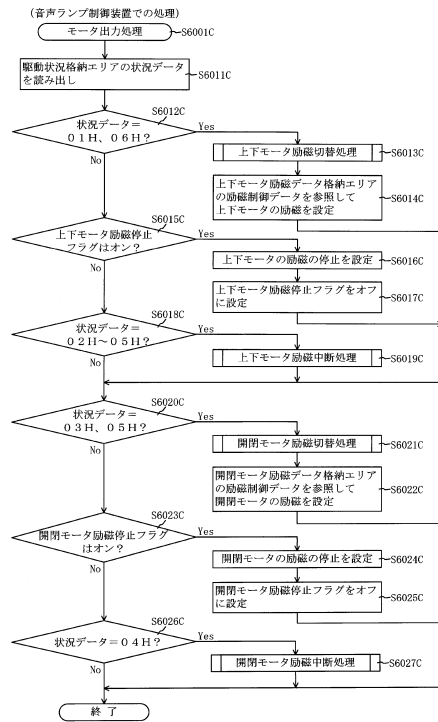 (音声ランプ制御装置での処理)
モータ出力処理
S6001C
駆動状況格納エリアの状況データ
を読み出し
S6011C
S6012C
状況データ=
01H、06H?
Yes
No
上下モータ励磁切替処理
S6013C
上下モータ励磁データ格納エリア
の励磁制御データを参照して
上下モータの励磁を設定
S6014C
S6015C
上下モータ励磁停止
フラグはオン?
Yes
No
上下モータの励磁の停止を設定
S6016C
上下モータ励磁停止フラグをオフ
に設定
S6017C
S6018C
状況データ=
02H~05H?
Yes
No
上下モータ励磁中断処理
S6019C
S6020C
状況データ=
03H、05H?
Yes
No
開閉モータ励磁切替処理
S6021C
開閉モータ励磁データ格納エリア
の励磁制御データを参照して
開閉モータの励磁を設定
S6022C
S6023C
開閉モータ励磁停止フラグ
はオン?
Yes
No
開閉モータの励磁の停止を設定
S6024C
開閉モータ励磁停止フラグをオフ
に設定
S6025C
S6026C
状況データ=04H?
Yes
No
開閉モータ励磁中断処理
S6027C
終了